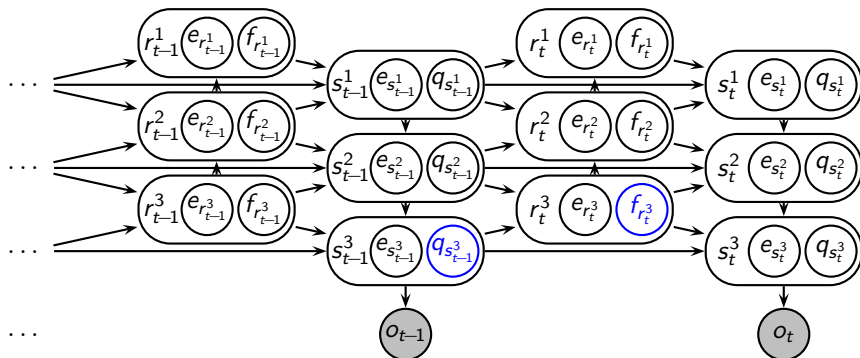 r^1_{t–1} e_{r^1_{t–1}} f_{r^1_{t–1}} r^1_t e_{r^1_t} f_{r^1_t}
... s^1_{t–1} e_{s^1_{t–1}} q_{s^1_{t–1}} s^1_t e_{s^1_t} q_{s^1_t}
r^2_{t–1} e_{r^2_{t–1}} f_{r^2_{t–1}} r^2_t e_{r^2_t} f_{r^2_t}
... s^2_{t–1} e_{s^2_{t–1}} q_{s^2_{t–1}} s^2_t e_{s^2_t} q_{s^2_t}
r^3_{t–1} e_{r^3_{t–1}} f_{r^3_{t–1}} r^3_t e_{r^3_t} f_{r^3_t}
... s^3_{t–1} e_{s^3_{t–1}} q_{s^3_{t–1}} s^3_t e_{s^3_t} q_{s^3_t}
... o_{t–1} o_t